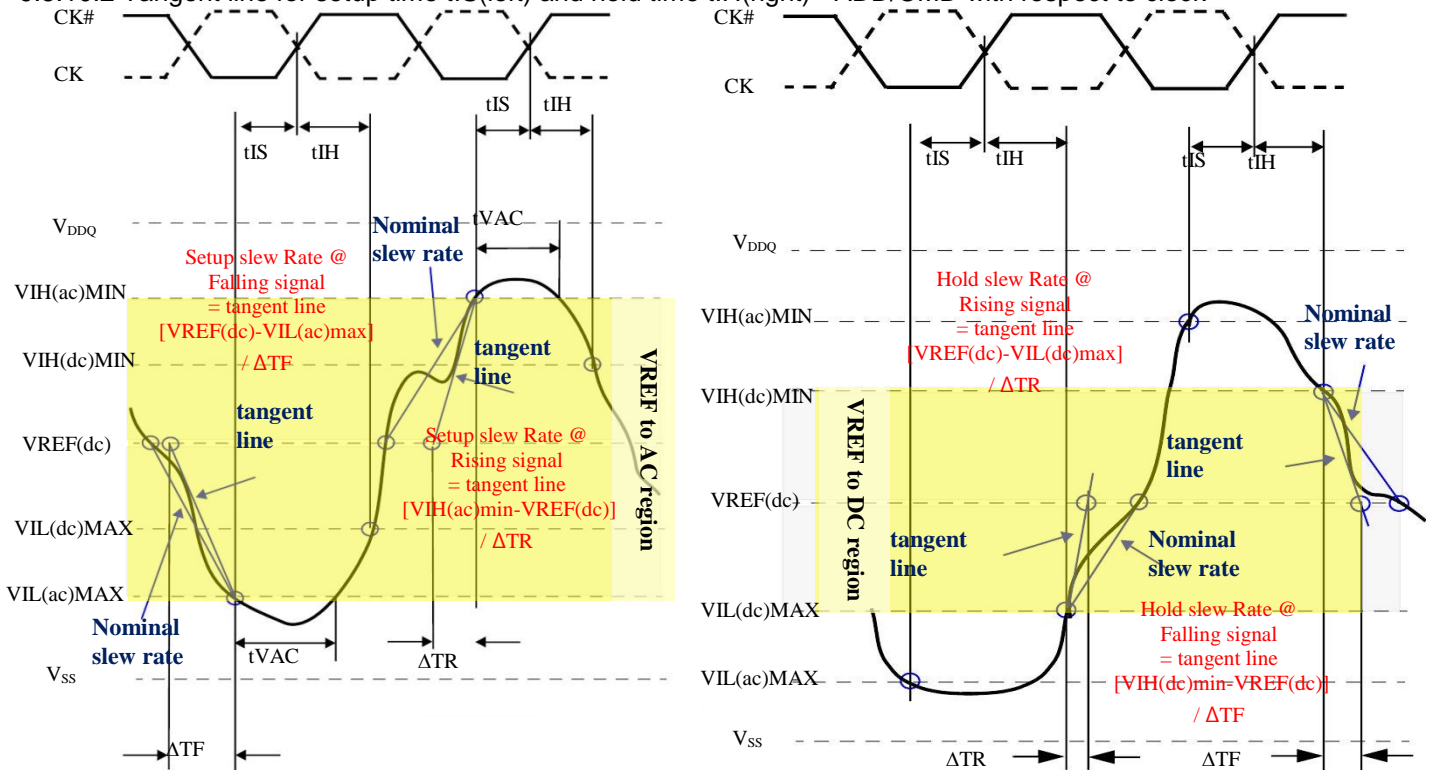 CK#
CK
tIS
tIH
tIS
tIH
VDDQ
Nominal
slew rate
tVAC
Setup slew Rate @
Falling signal
= tangent line
[VREF(dc)-VIL(ac)max]
/ ΔTF
VIH(ac)MIN
VIH(dc)MIN
tangent
line
tangent
line
VREF(dc)
Setup slew Rate @
Rising signal
= tangent line
[VIH(ac)min-VREF(dc)]
/ ΔTR
VREF to AC region
VIL(dc)MAX
VIL(ac)MAX
Nominal
slew rate
tVAC
ΔTR
VSS
ΔTF
CK#
CK
tIS
tIH
tIS
tIH
VDDQ
Hold slew Rate @
Rising signal
= tangent line
[VREF(dc)-VIL(dc)max]
/ ΔTR
VIH(ac)MIN
Nominal
slew rate
VIH(dc)MIN
VREF to DC region
tangent
line
VREF(dc)
tangent
line
Nominal
slew rate
VIL(dc)MAX
Hold slew Rate @
Falling signal
= tangent line
[VIH(dc)min-VREF(dc)]
/ ΔTF
VIL(ac)MAX
VSS
ΔTR
ΔTF